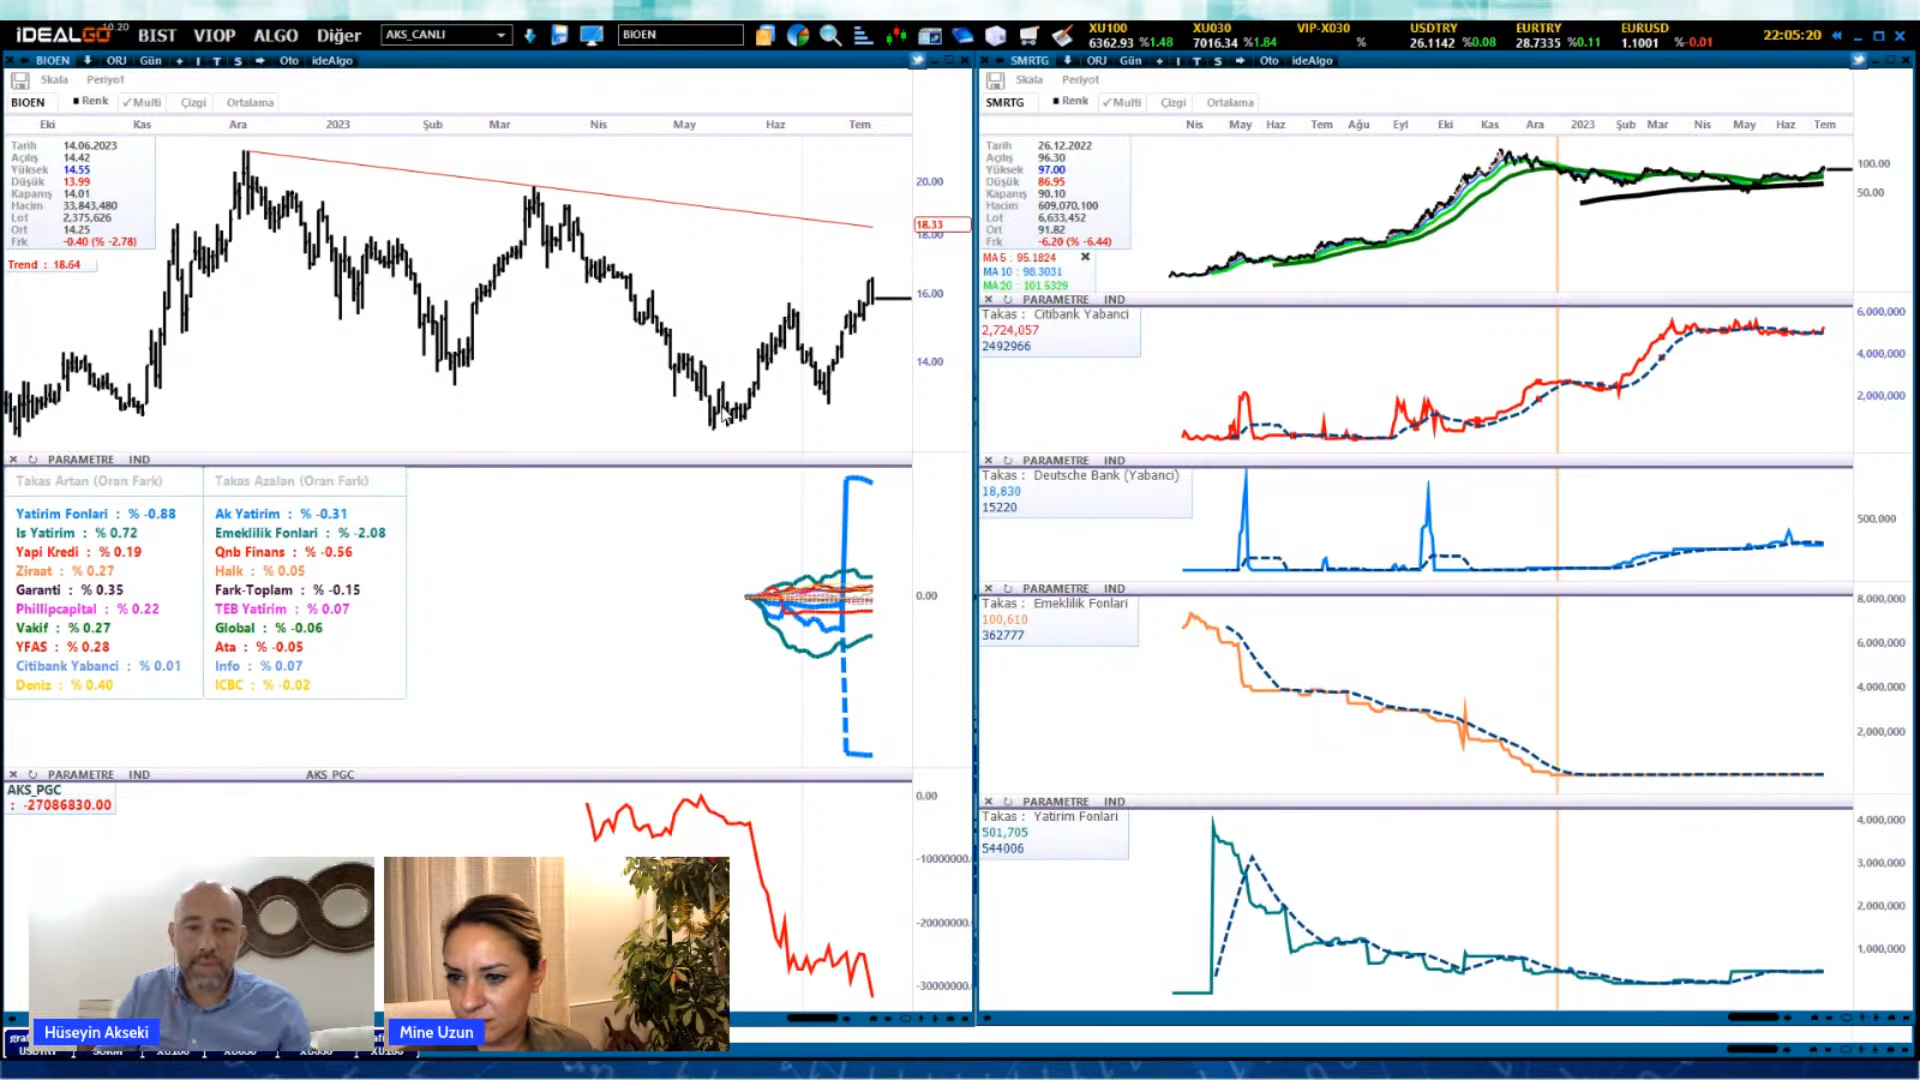 iDEALGO 10.20 BIST VIOP ALGO Diğer AKS_CANLI BIOEN
XU100 XU030 VIP-X030 USDTRY EURTRY EURUSD
6362.93 %1.48 7016.34 %1.84 % 26.1142 %0.08 28.7335 %0.11 1.1001 %-0.01 22:05:20
BIOEN ORJ Gün + I T S Oto ideAlgo
Skala Periyot
BIOEN Renk ✓Multi Çizgi Ortalama
Eki Kas Ara 2023 Şub Mar Nis May Haz Tem
Tarih 14.06.2023
Açılış 14.42
Yüksek 14.55
Düşük 13.99
Kapanış 14.01
Hacim 33,843,480
Lot 2,375,626
Ort 14.25
Frk -0.40 (% -2.78)
Trend : 18.64
20.00
18.33
18.00
16.00
14.00
PARAMETRE IND
Takas Artan (Oran Fark) Takas Azalan (Oran Fark)
Yatirim Fonlari : % -0.88 Ak Yatirim : % -0.31
Is Yatirim : % 0.72 Emeklilik Fonlari : % -2.08
Yapi Kredi : % 0.19 Qnb Finans : % -0.56
Ziraat : % 0.27 Halk : % 0.05
Garanti : % 0.35 Fark-Toplam : % -0.15
Phillipcapital : % 0.22 TEB Yatirim : % 0.07
Vakif : % 0.27 Global : % -0.06
YFAS : % 0.28 Ata : % -0.05
Citibank Yabanci : % 0.01 Info : % 0.07
Deniz : % 0.40 ICBC : % -0.02
0.00
PARAMETRE IND AKS_PGC
AKS_PGC
: -27086830.00
0.00
-10000000.
-20000000.
-30000000.
Hüseyin Akseki
Mine Uzun
SMRTG ORJ Gün + I T S Oto ideAlgo
Skala Periyot
SMRTG Renk ✓Multi Çizgi Ortalama
Nis May Haz Tem Ağu Eyl Eki Kas Ara 2023 Şub Mar Nis May Haz Tem
Tarih 26.12.2022
Açılış 96.30
Yüksek 97.00
Düşük 86.95
Kapanış 90.10
Hacim 609,070,100
Lot 6,633,452
Ort 91.82
Frk -6.20 (% -6.44)
MA 5 : 95.1824
MA 10 : 98.3031
MA 20 : 101.5329
100.00
50.00
PARAMETRE IND
Takas : Citibank Yabanci
2,724,057
2492966
6,000,000
4,000,000
2,000,000
PARAMETRE IND
Takas : Deutsche Bank (Yabanci)
18,830
15220
500,000
PARAMETRE IND
Takas : Emeklilik Fonlari
100,610
362777
8,000,000
6,000,000
4,000,000
2,000,000
PARAMETRE IND
Takas : Yatirim Fonlari
501,705
544006
4,000,000
3,000,000
2,000,000
1,000,000